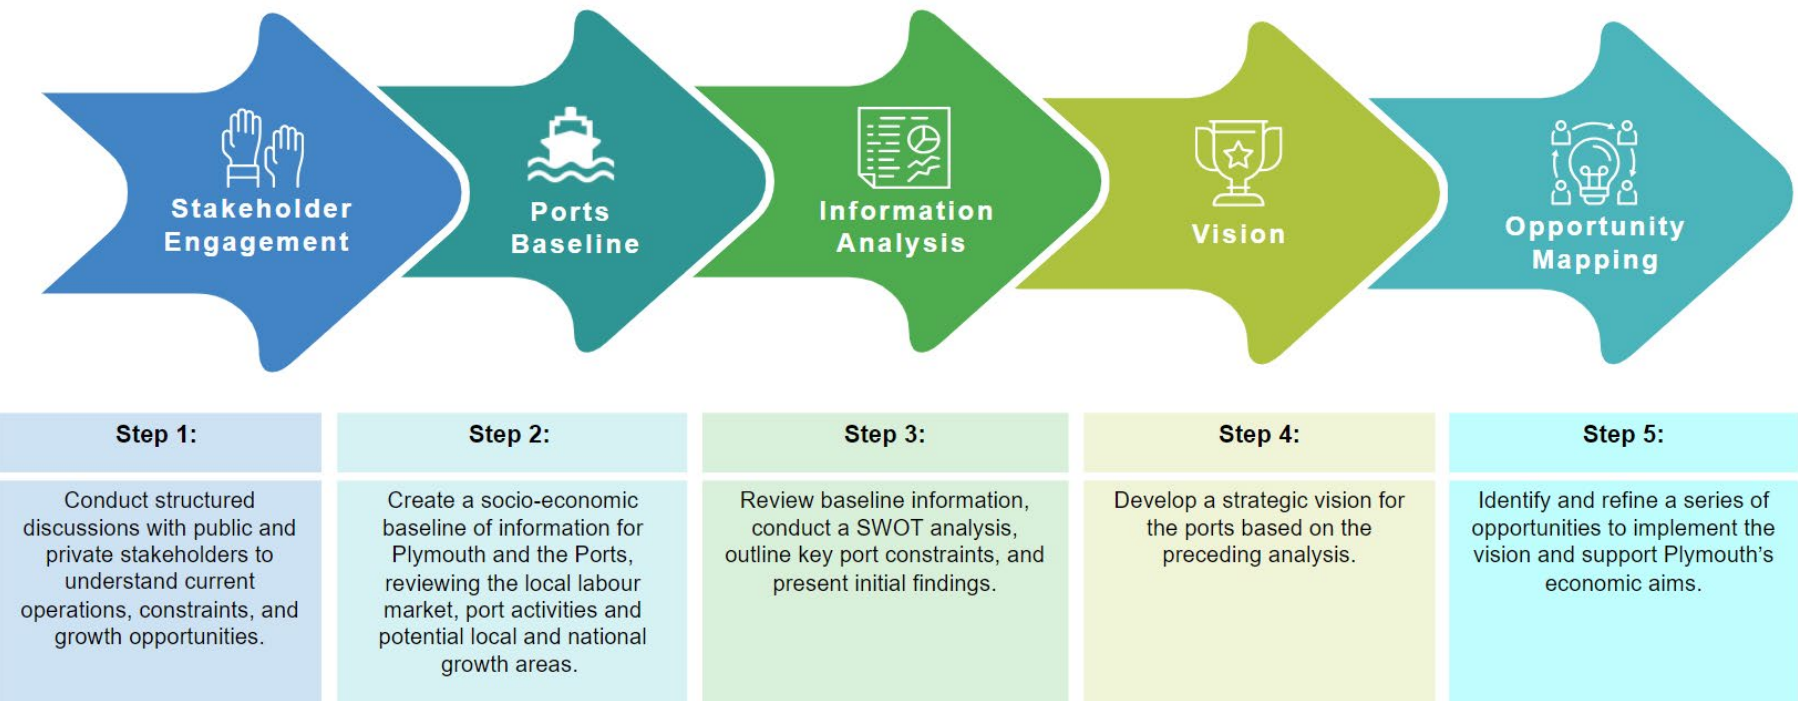 Stakeholder
Engagement
Ports
Baseline
Information
Analysis
Vision
Opportunity
Mapping
Step 1:
Conduct structured
discussions with public and
private stakeholders to
understand current
operations, constraints, and
growth opportunities.
Step 2:
Create a socio-economic
baseline of information for
Plymouth and the Ports,
reviewing the local labour
market, port activities and
potential local and national
growth areas.
Step 3:
Review baseline information,
conduct a SWOT analysis,
outline key port constraints, and
present initial findings.
Step 4:
Develop a strategic vision for
the ports based on the
preceding analysis.
Step 5:
Identify and refine a series of
opportunities to implement the
vision and support Plymouth's
economic aims.